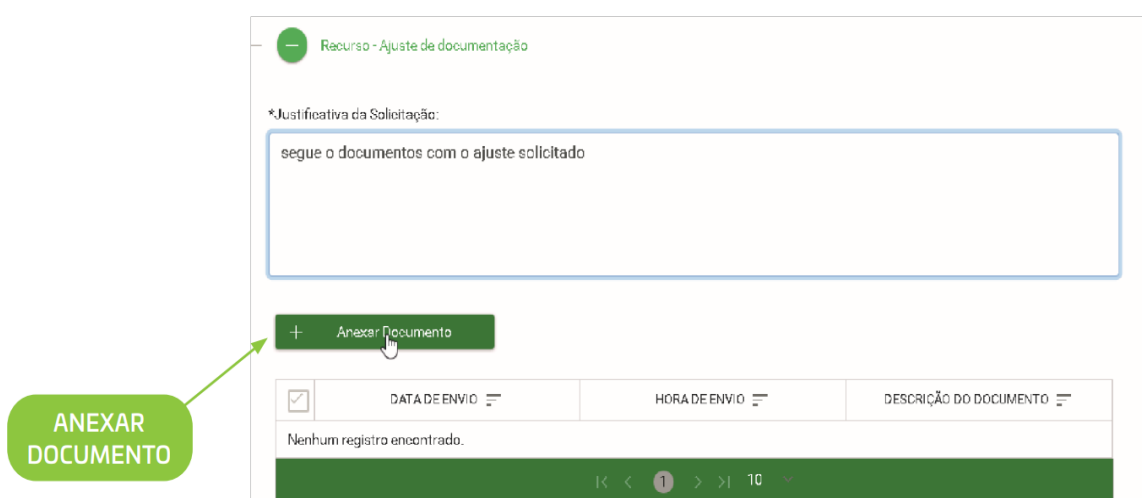 Recurso - Ajuste de documentação
*Justificativa da Solicitação:
segue o documentos com o ajuste solicitado
Anexar Documento
DATA DE ENVIO HORA DE ENVIO DESCRIÇÃO DO DOCUMENTO
Nenhum registro encontrado.
1 10
ANEXAR
DOCUMENTO